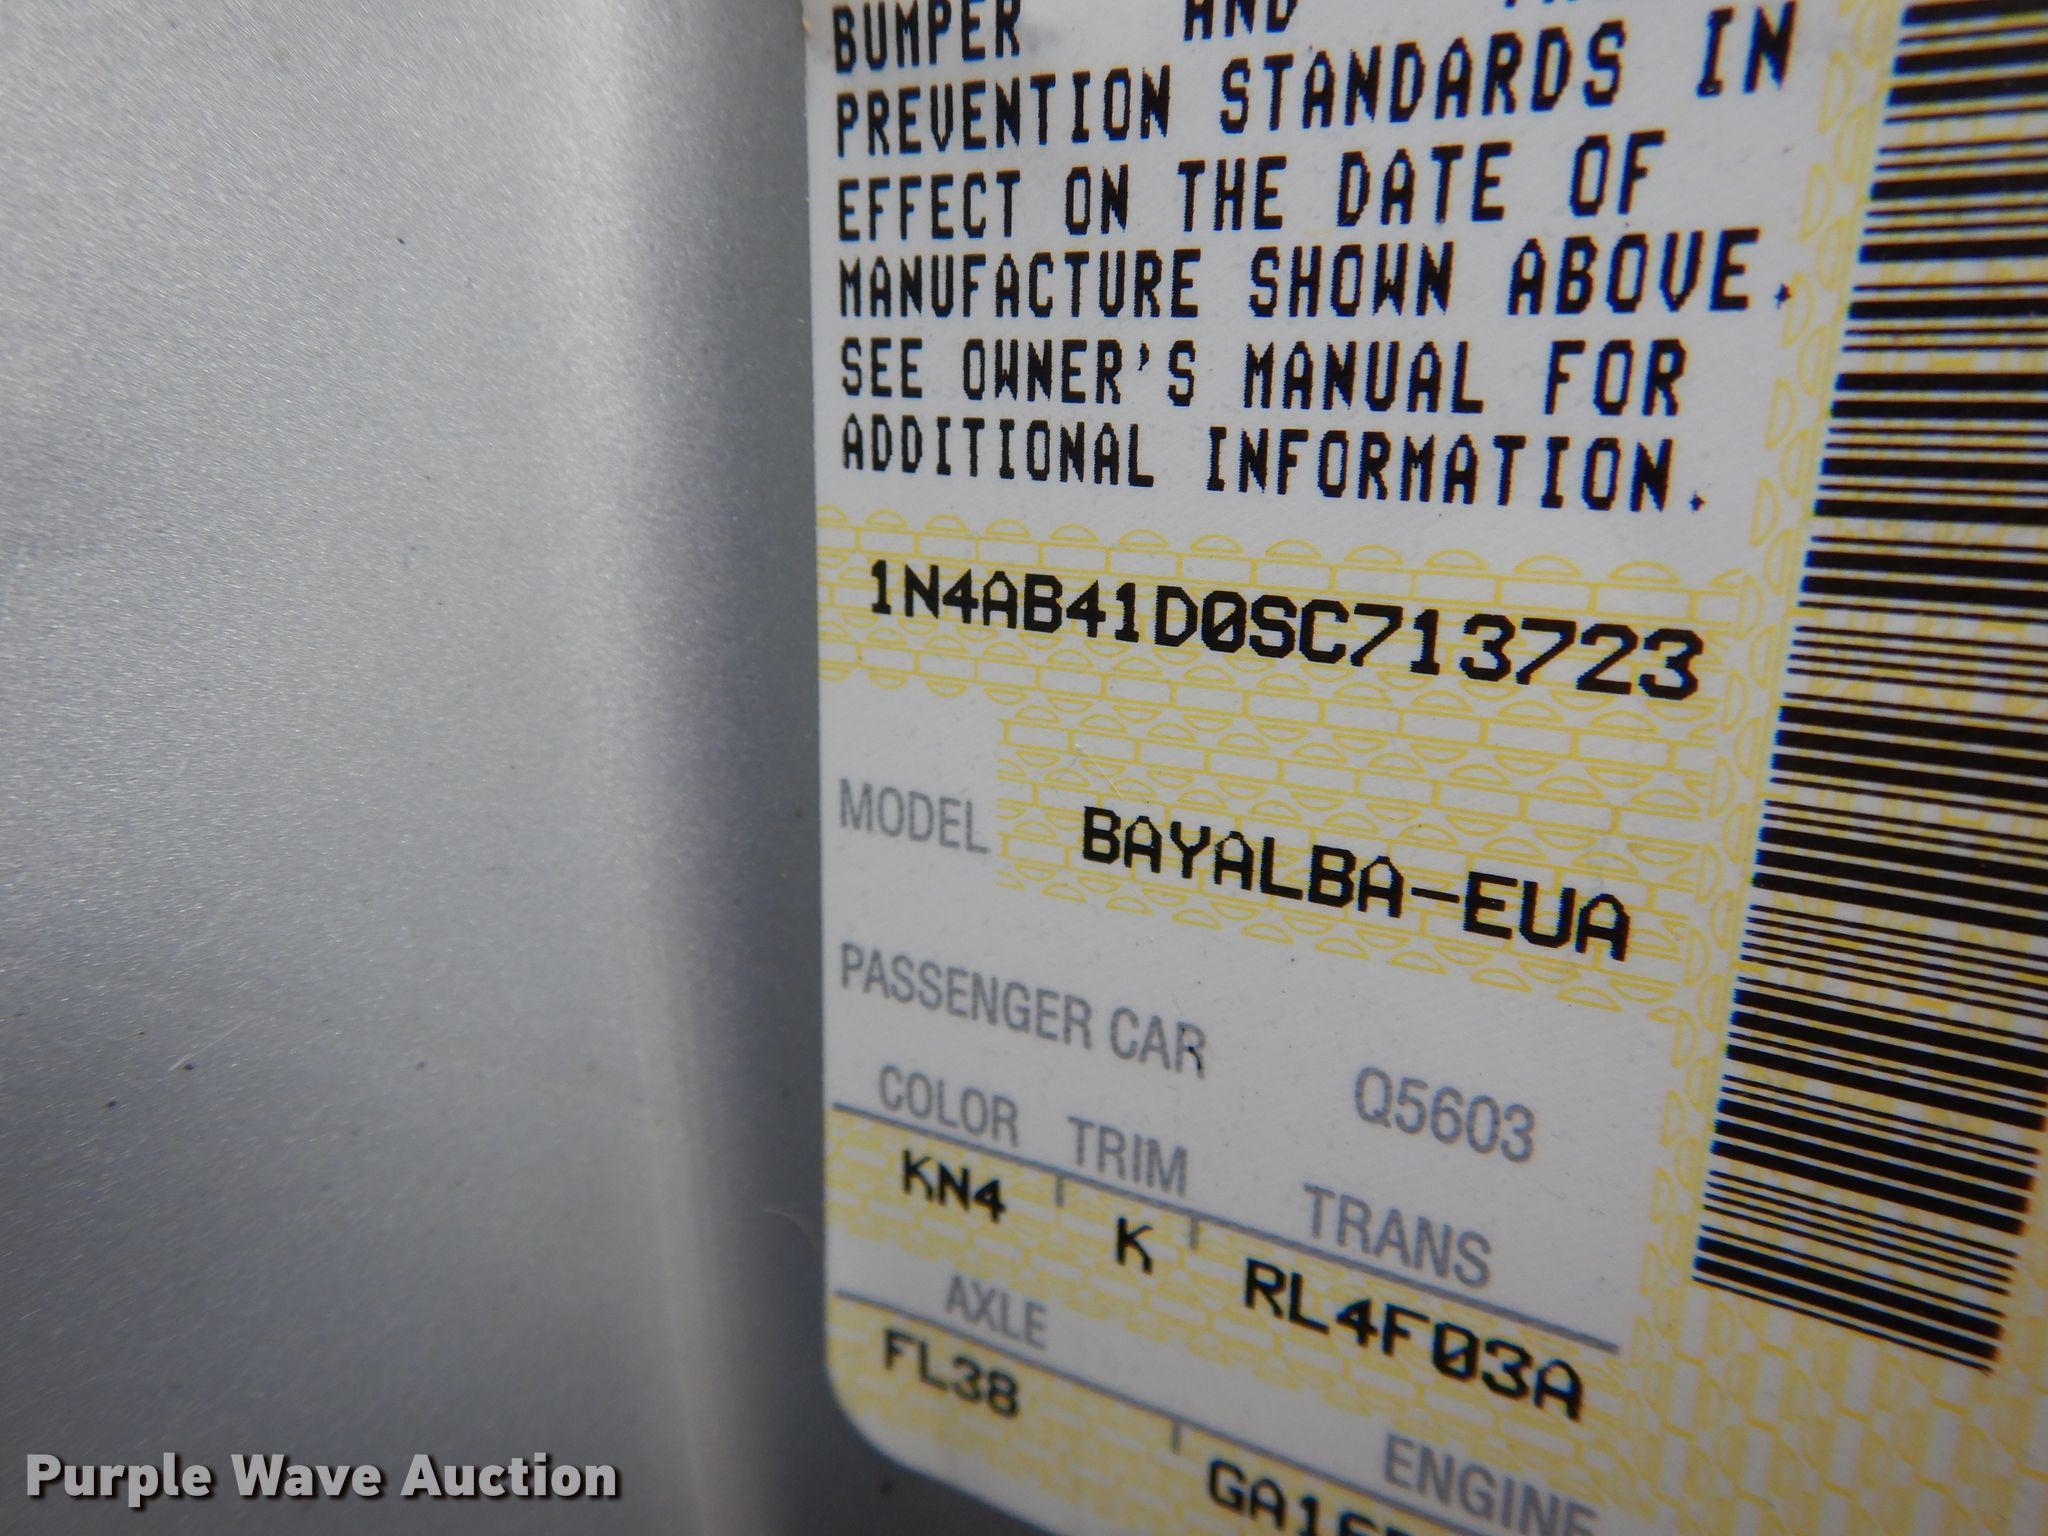 BUMPER AND
PREVENTION STANDARDS IN
EFFECT ON THE DATE OF
MANUFACTURE SHOWN ABOVE.
SEE OWNER'S MANUAL FOR
ADDITIONAL INFORMATION.
1N4AB41D0SC713723
MODEL BAYALBA-EUA
PASSENGER CAR Q5603
COLOR TRIM TRANS
KN4 K RL4F03A
AXLE ENGINE
FL38
Purple Wave Auction